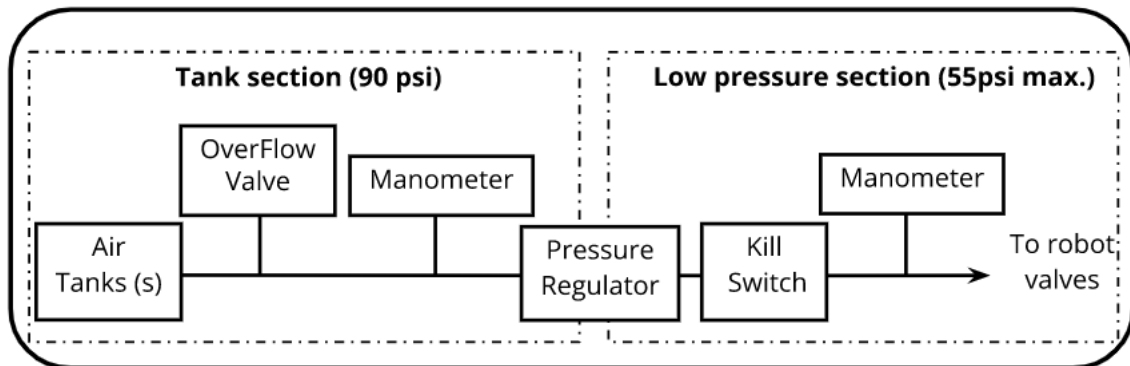 Tank section (90 psi)
Low pressure section (55psi max.)
OverFlow
Valve
Manometer
Manometer
Air
Tanks (s)
Pressure
Regulator
Kill
Switch
To robot
valves